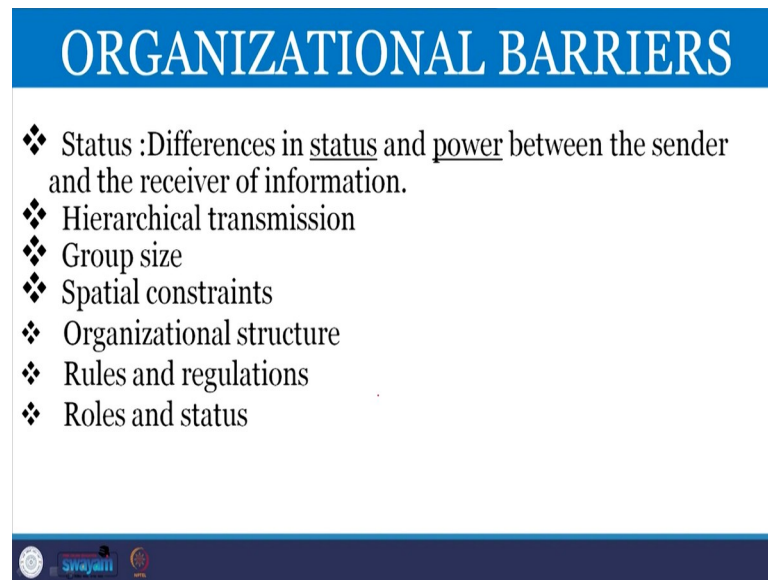 ORGANIZATIONAL BARRIERS
❖ Status :Differences in status and power between the sender
and the receiver of information.
❖ Hierarchical transmission
❖ Group size
❖ Spatial constraints
❖ Organizational structure
❖ Rules and regulations
❖ Roles and status
swayam
NPTEL